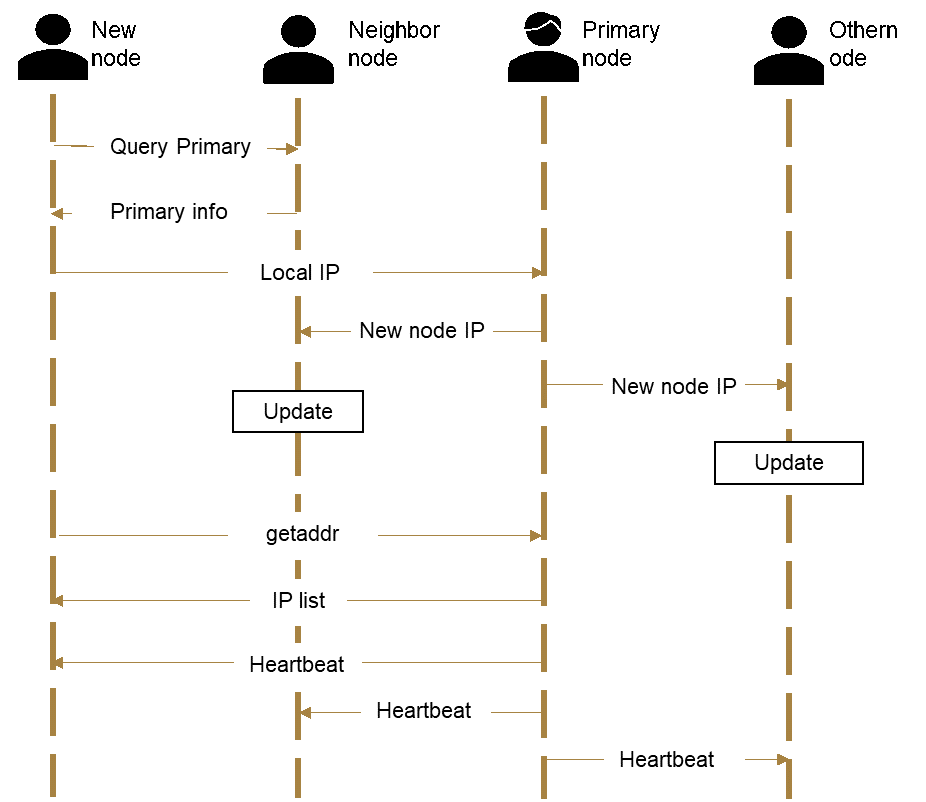 New
node
Neighbor
node
Primary
node
Othern
ode
Query Primary
Primary info
Local IP
New node IP
New node IP
Update
Update
getaddr
IP list
Heartbeat
Heartbeat
Heartbeat